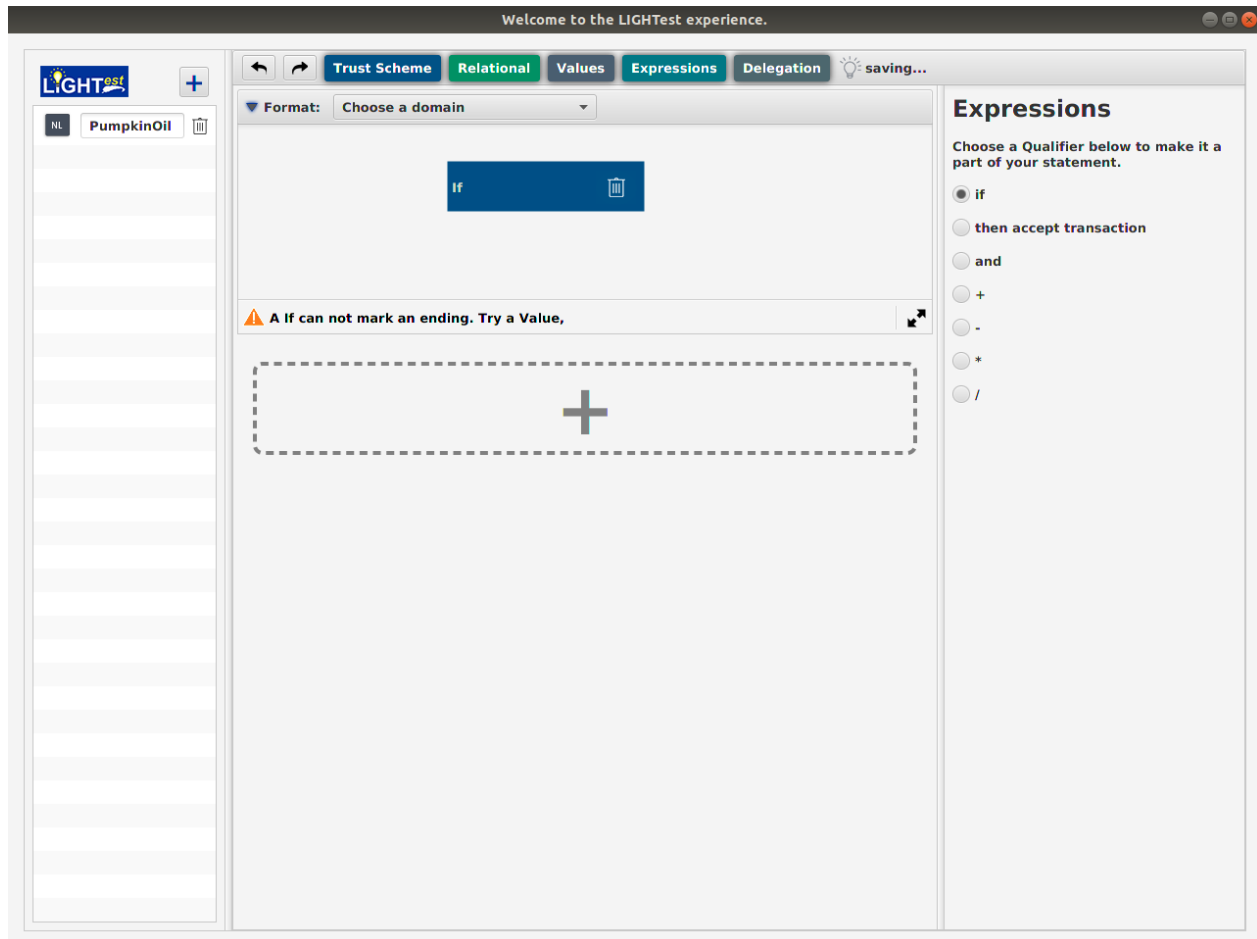 Welcome to the LIGHTest experience.
LIGHTest
+
Trust Scheme
Relational
Values
Expressions
Delegation
saving...
NL
PumpkinOil
Format:
Choose a domain
If
A If can not mark an ending. Try a Value,
+
Expressions
Choose a Qualifier below to make it a
part of your statement.
if
then accept transaction
and
+
-
*
/